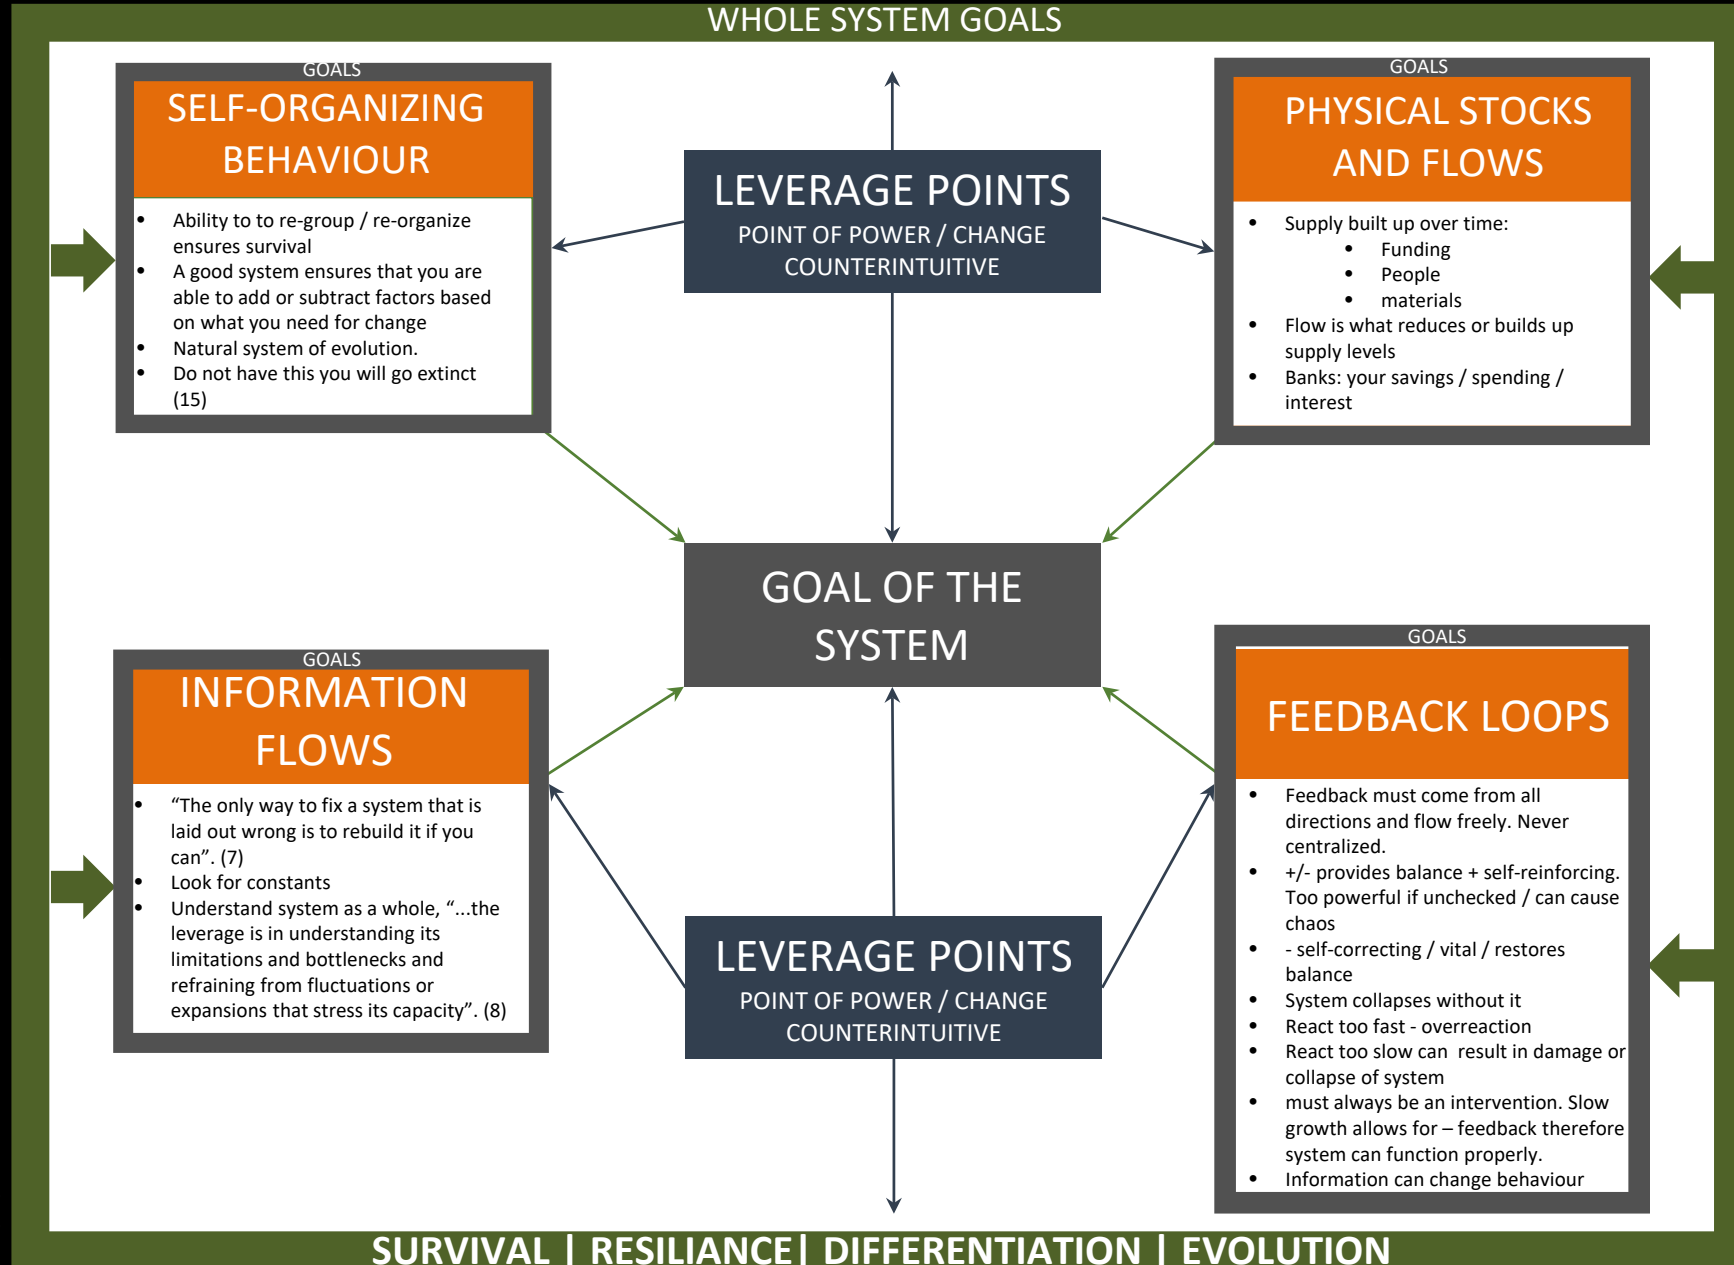 WHOLE SYSTEM GOALS
GOALS
SELF-ORGANIZING
BEHAVIOUR
• Ability to to re-group / re-organize
ensures survival
• A good system ensures that you are
able to add or subtract factors based
on what you need for change
• Natural system of evolution.
• Do not have this you will go extinct
(15)
LEVERAGE POINTS
POINT OF POWER / CHANGE
COUNTERINTUITIVE
GOALS
PHYSICAL STOCKS
AND FLOWS
• Supply built up over time:
• Funding
• People
• materials
• Flow is what reduces or builds up
supply levels
• Banks: your savings / spending /
interest
GOAL OF THE
SYSTEM
GOALS
INFORMATION
FLOWS
• “The only way to fix a system that is
laid out wrong is to rebuild it if you
can”. (7)
• Look for constants
• Understand system as a whole, “...the
leverage is in understanding its
limitations and bottlenecks and
refraining from fluctuations or
expansions that stress its capacity”. (8)
LEVERAGE POINTS
POINT OF POWER / CHANGE
COUNTERINTUITIVE
GOALS
FEEDBACK LOOPS
• Feedback must come from all
directions and flow freely. Never
centralized.
• +/- provides balance + self-reinforcing.
Too powerful if unchecked / can cause
chaos
• - self-correcting / vital / restores
balance
• System collapses without it
• React too fast - overreaction
• React too slow can result in damage or
collapse of system
• must always be an intervention. Slow
growth allows for – feedback therefore
system can function properly.
• Information can change behaviour
SURVIVAL | RESILIANCE| DIFFERENTIATION | EVOLUTION